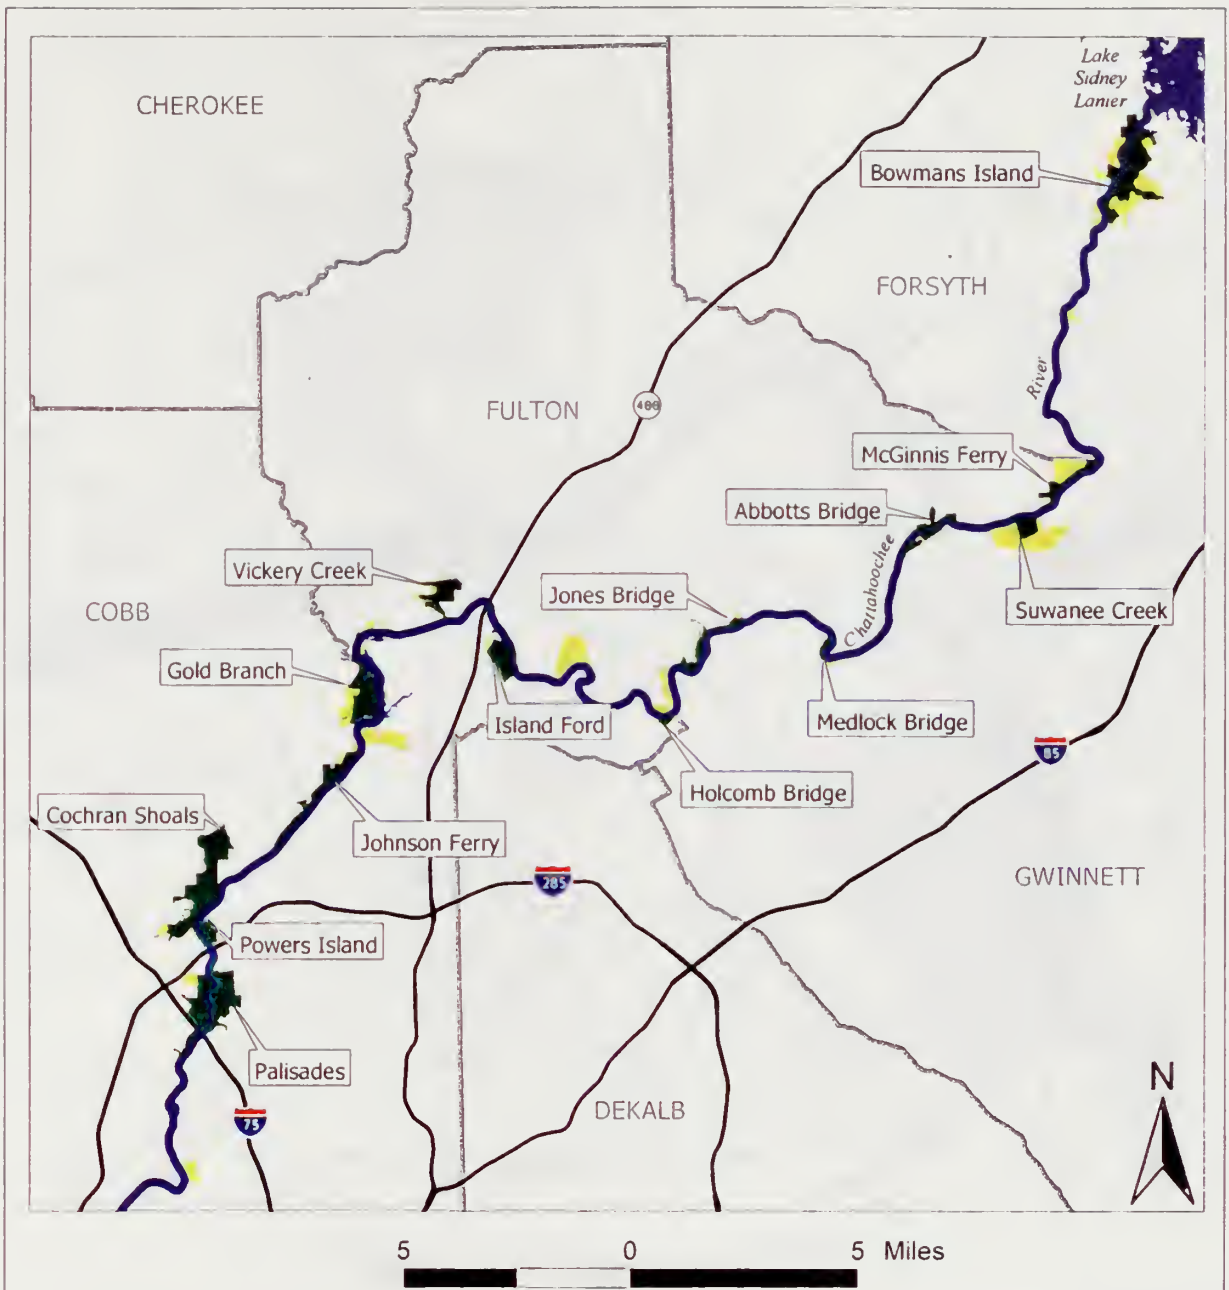 Lake
Sidney
Lanier
CHEROKEE
Bowmans Island
FORSYTH
River
FULTON
400
McGinnis Ferry
Abbotts Bridge
Chattahoochee
Vickery Creek
Jones Bridge
COBB
Suwanee Creek
Gold Branch
Island Ford
Medlock Bridge
85
Holcomb Bridge
Cochran Shoals
Johnson Ferry
285
GWINNETT
Powers Island
Palisades
N
DEKALB
75
5 0 5 Miles